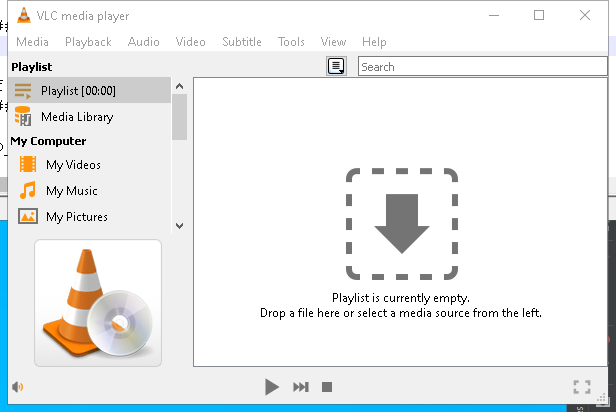 VLC media player
Media Playback Audio Video Subtitle Tools View Help
Playlist
Search
Playlist [00:00]
Media Library
My Computer
My Videos
My Music
My Pictures
Playlist is currently empty.
Drop a file here or select a media source from the left.